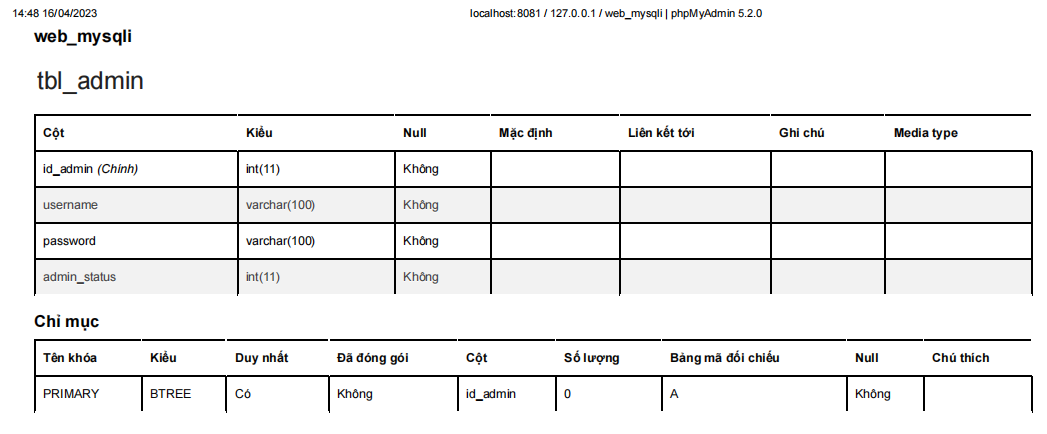 14:48 16/04/2023 localhost:8081 / 127.0.0.1 / web_mysqli | phpMyAdmin 5.2.0
web_mysqli
tbl_admin
Cột Kiểu Null Mặc định Liên kết tới Ghi chú Media type
id_admin (Chính) int(11) Không
username varchar(100) Không
password varchar(100) Không
admin_status int(11) Không
Chỉ mục
Tên khóa Kiểu Duy nhất Đã đóng gói Cột Số lượng Bảng mã đối chiếu Null Chú thích
PRIMARY BTREE Có Không id_admin 0 A Không